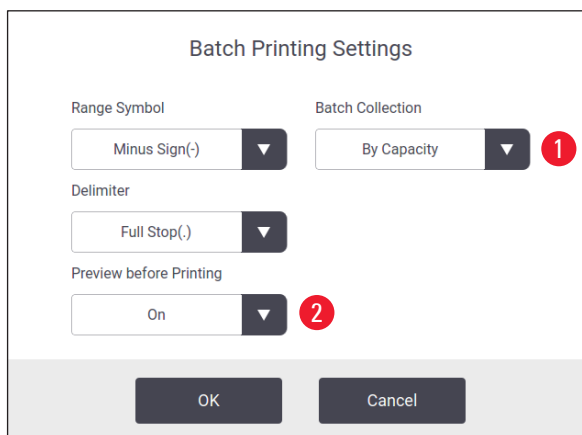 Batch Printing Settings
Range Symbol
Batch Collection
Minus Sign(-)
By Capacity
1
Delimiter
Full Stop(.)
Preview before Printing
On
2
OK
Cancel